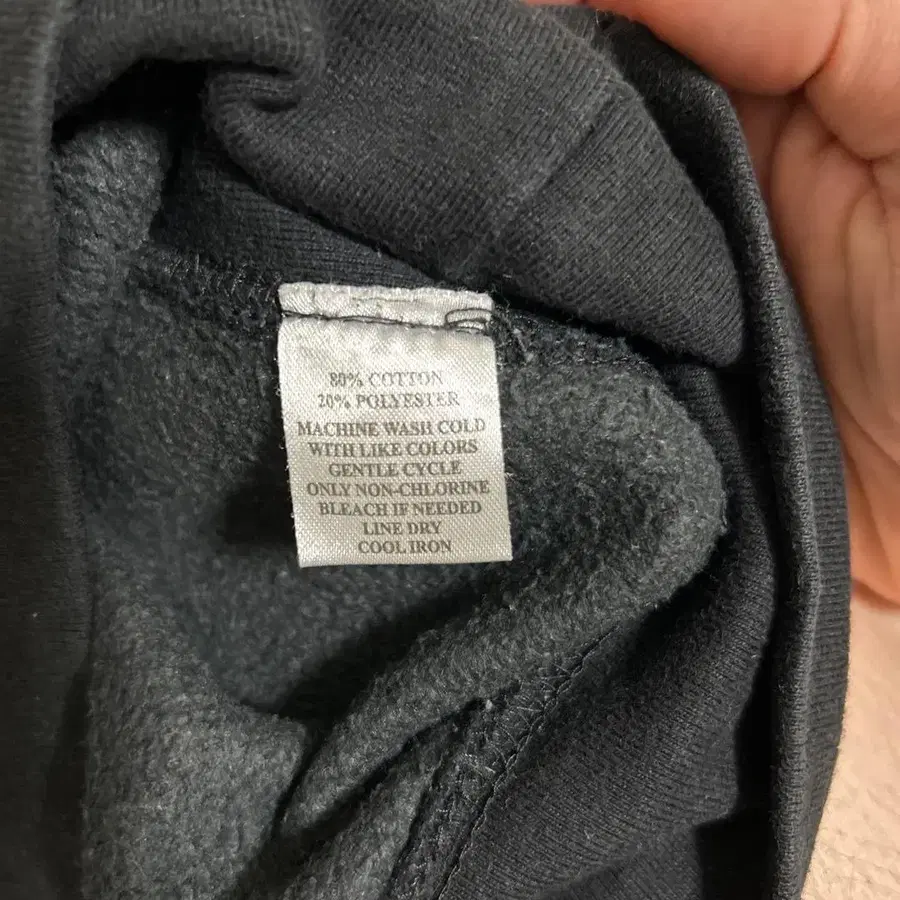 80% COTTON
20% POLYESTER
MACHINE WASH COLD
WITH LIKE COLORS
GENTLE CYCLE
ONLY NON-CHLORINE
BLEACH IF NEEDED
LINE DRY
COOL IRON